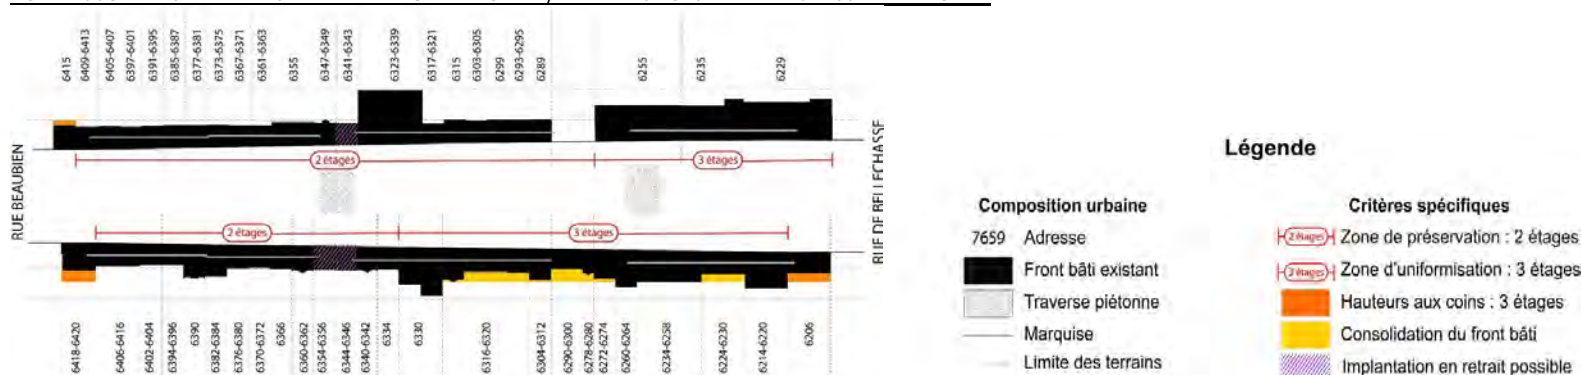 6415
6409-6413
6405-6407
6397-6401
6391-6395
6385-6387
6377-6381
6373-6375
6367-6371
6361-6363
6355
6347-6349
6341-6343
6323-6339
6317-6321
6315
6303-6305
6299
6293-6295
6289
6255
6235
6229
RUE BEAUBIEN
2 étages
3 étages
RUE DE BELLECHASSE
2 étages
3 étages
6418-6420
6406-6416
6402-6404
6394-6396
6390
6382-6384
6376-6380
6370-6372
6366
6360-6362
6354-6356
6344-6346
6340-6342
6334
6330
6316-6320
6304-6312
6290-6300
6278-6280
6272-6274
6260-6264
6234-6258
6224-6230
6214-6220
6206
Légende
Composition urbaine
7659 Adresse
Front bâti existant
Traverse piétonne
Marquise
Limite des terrains
Critères spécifiques
2 étages Zone de préservation : 2 étages
Zone d'uniformisation : 3 étages
Hauteurs aux coins : 3 étages
Consolidation du front bâti
Implantation en retrait possible